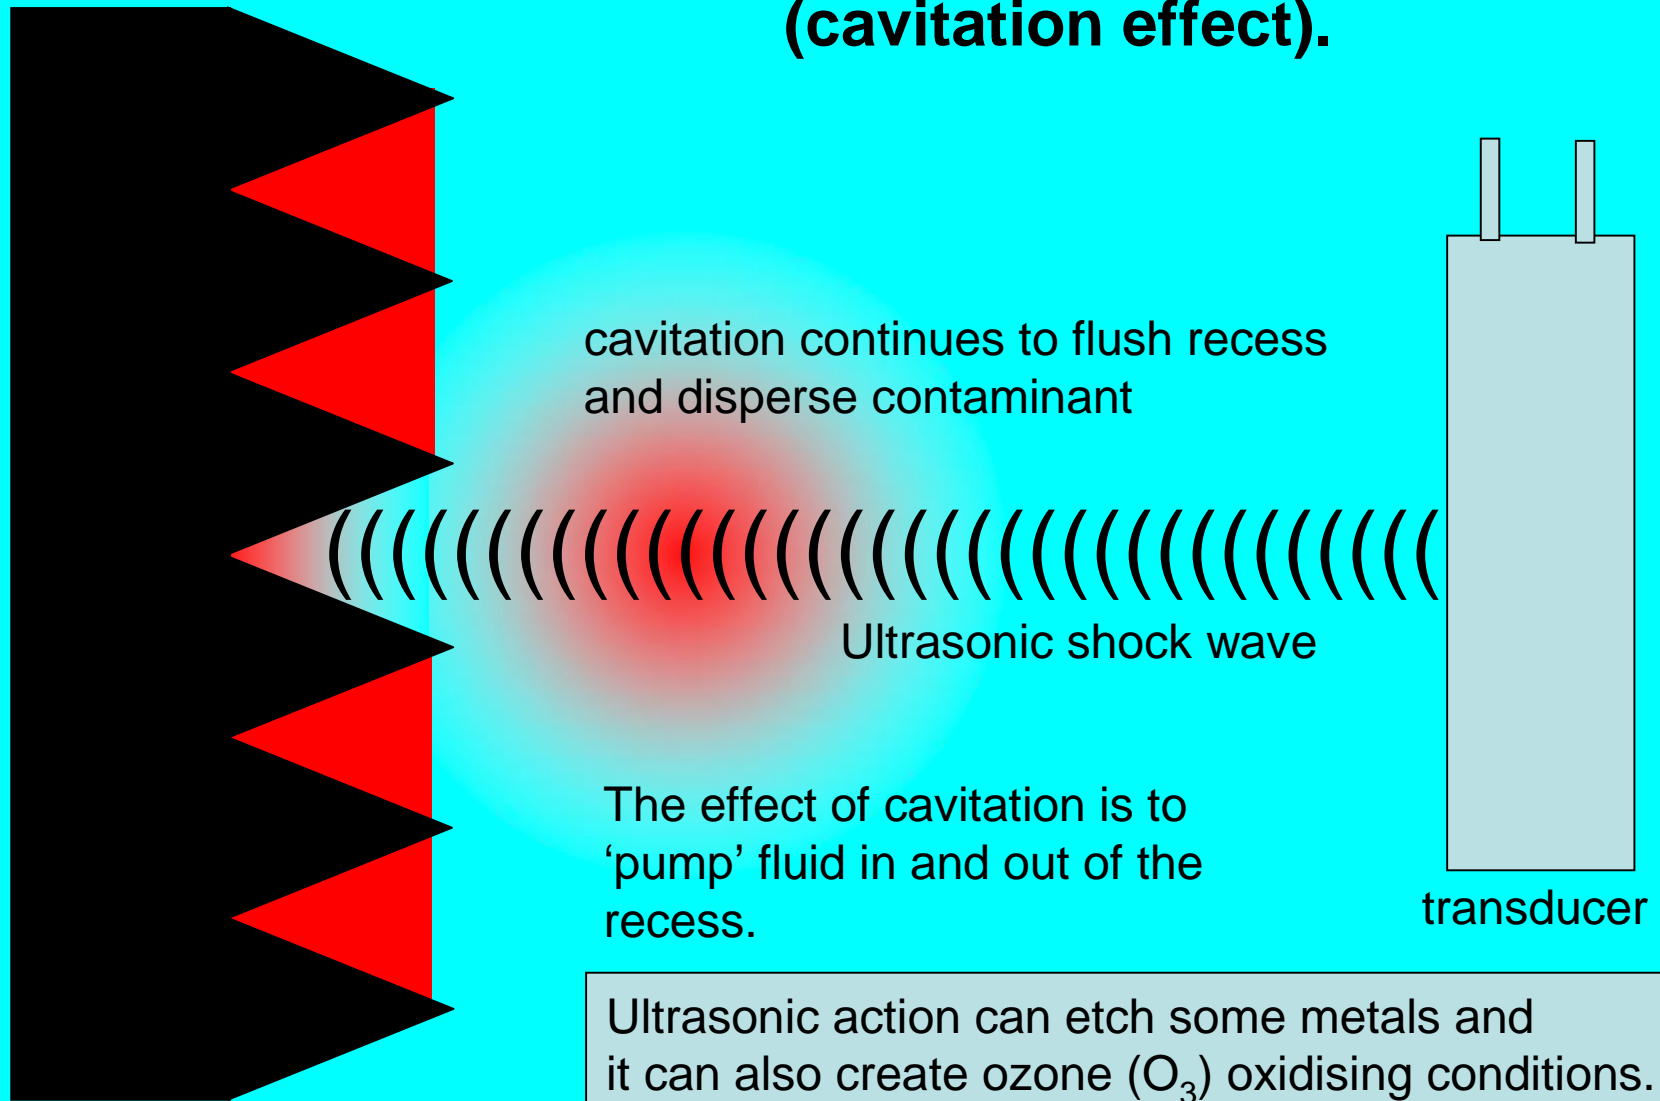 (cavitation effect).
cavitation continues to flush recess
and disperse contaminant
Ultrasonic shock wave
The effect of cavitation is to
‘pump’ fluid in and out of the
recess.
transducer
Ultrasonic action can etch some metals and
it can also create ozone (O₃) oxidising conditions.